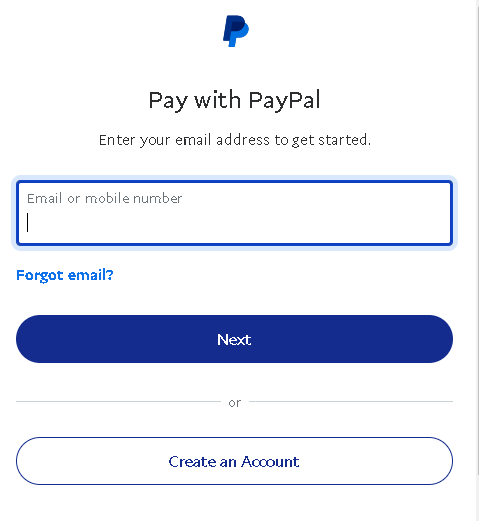 Pay with PayPal
Enter your email address to get started.
Email or mobile number
Forgot email?
Next
or
Create an Account